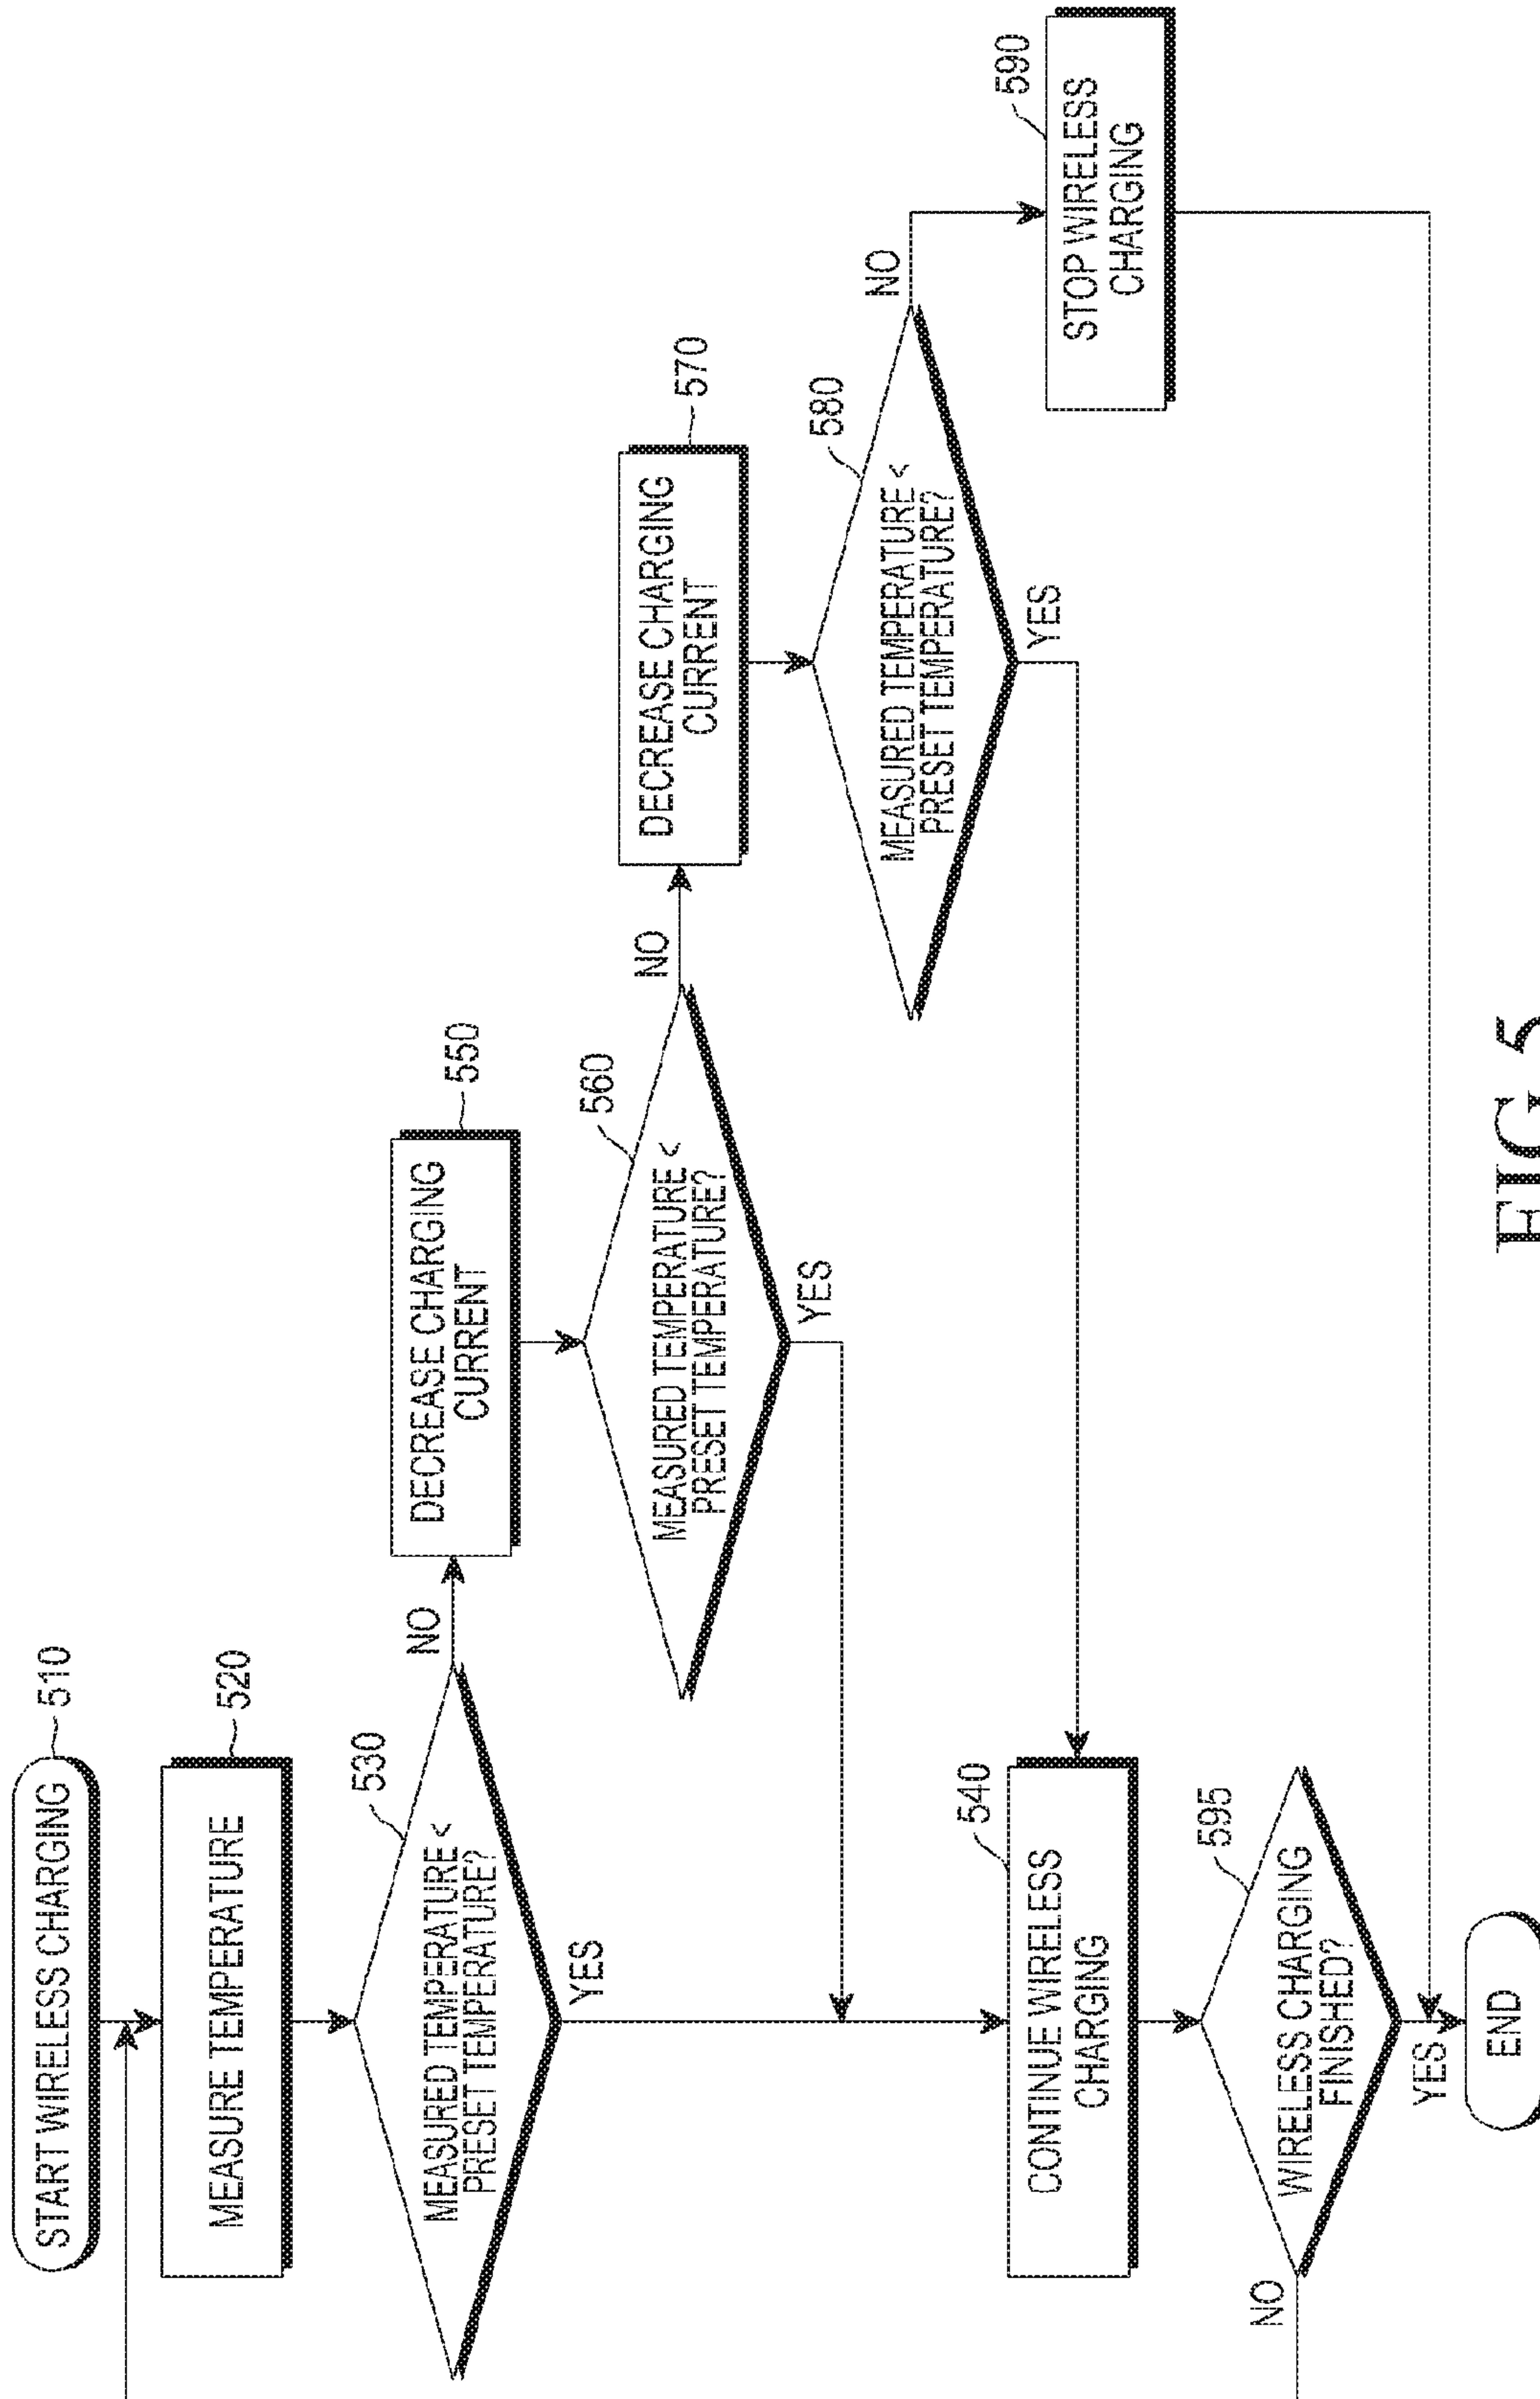 START WIRELESS CHARGING
510
MEASURE TEMPERATURE
520
MEASURED TEMPERATURE <
PRESET TEMPERATURE?
530
NO
YES
DECREASE CHARGING
CURRENT
550
MEASURED TEMPERATURE <
PRESET TEMPERATURE?
560
NO
YES
DECREASE CHARGING
CURRENT
570
MEASURED TEMPERATURE <
PRESET TEMPERATURE?
580
NO
YES
STOP WIRELESS
CHARGING
590
CONTINUE WIRELESS
CHARGING
540
WIRELESS CHARGING
FINISHED?
595
NO
YES
END
FIG.5